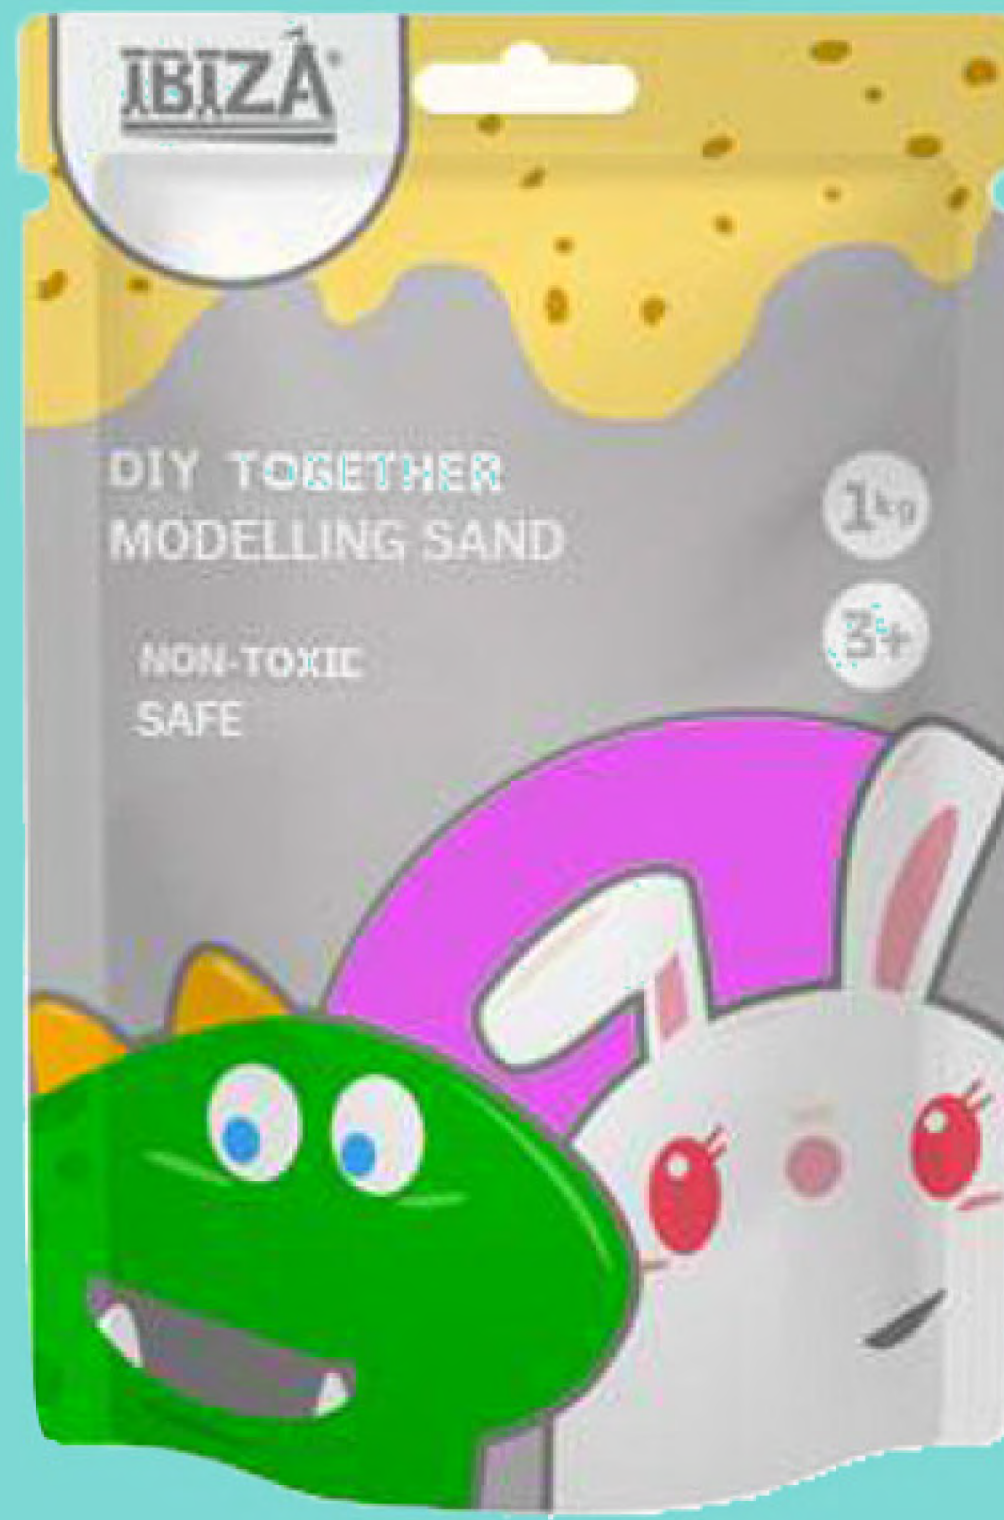 IBIZA
DIY TOGETHER
MODELLING SAND
1kg
3+
NON-TOXIC
SAFE